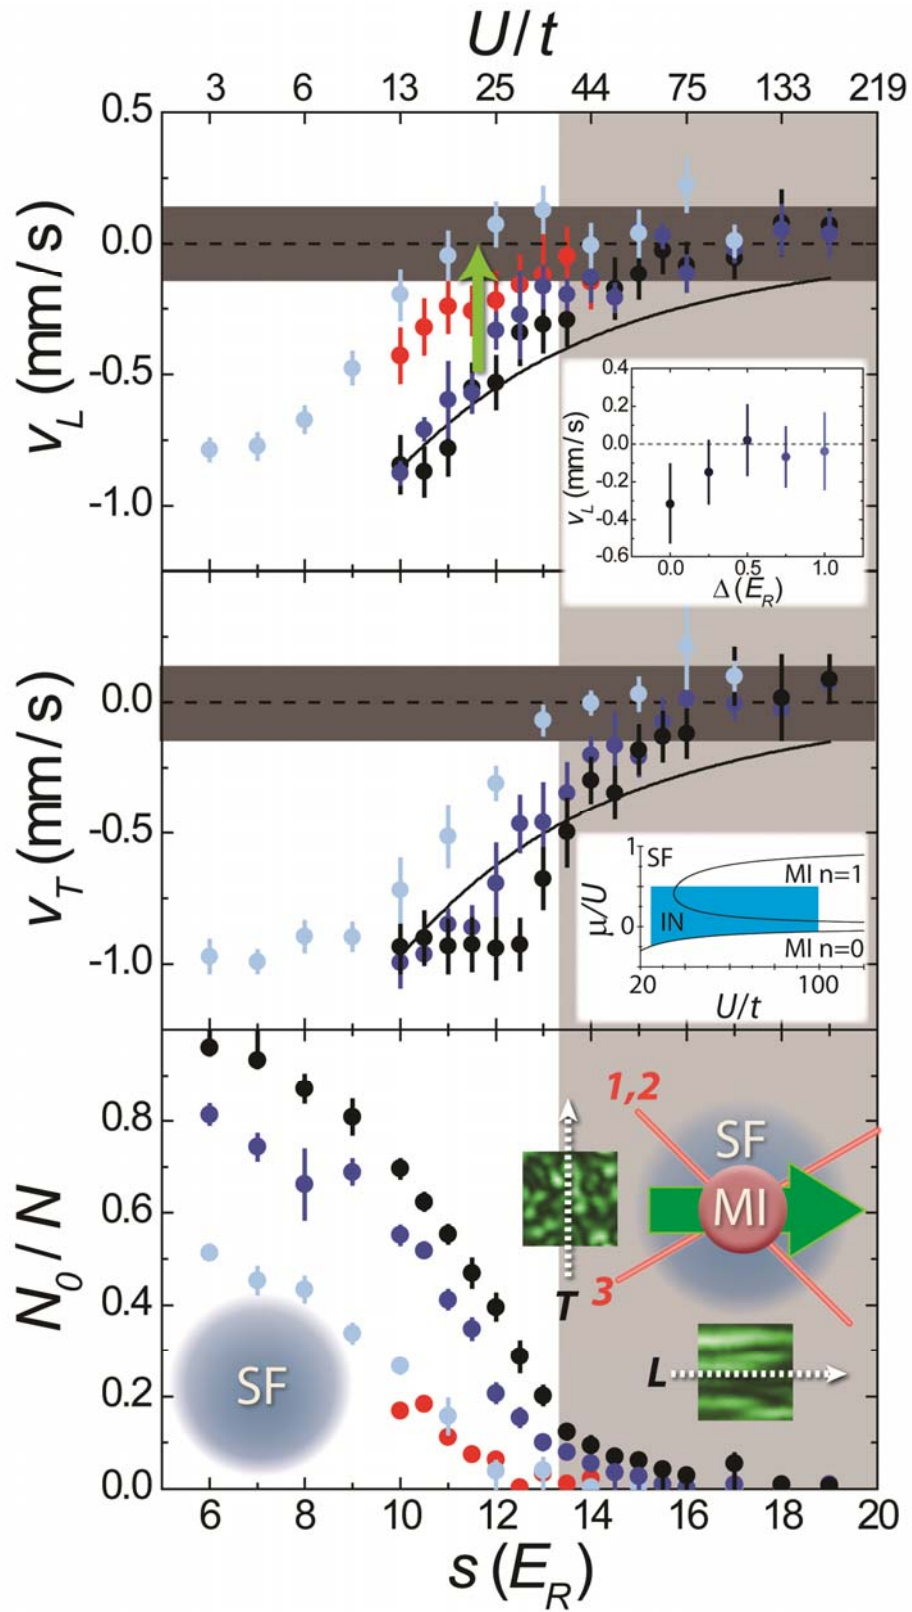 U/t
3 6 13 25 44 75 133 219
0.5
0.0
-0.5
-1.0
v_L (mm/s)
0.4
0.2
0.0
-0.2
-0.4
-0.6
v_L (mm/s)
0.0 0.5 1.0
Δ(E_R)
0.0
-0.5
-1.0
v_T (mm/s)
1
0
μ/U
SF
MI n=1
IN
MI n=0
20 100
U/t
0.8
0.6
0.4
0.2
0.0
N_0/N
1,2
SF
MI
3
T
L
SF
6 8 10 12 14 16 18 20
s(E_R)